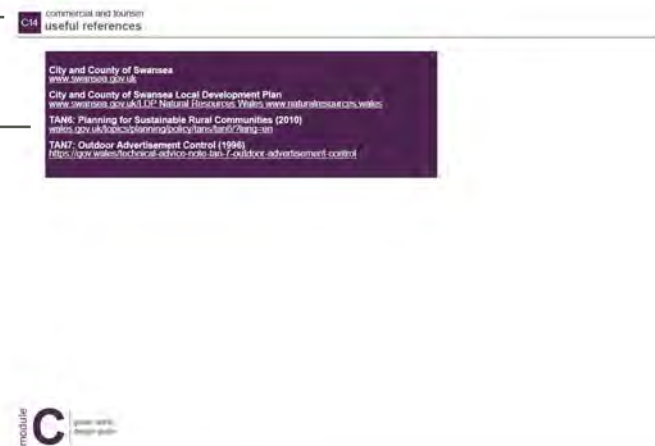 C14
commercial and tourism
useful references
City and County of Swansea
www.swansea.gov.uk
City and County of Swansea Local Development Plan
www.swansea.gov.uk/LDP Natural Resources Wales www.naturalresources.wales
TAN6: Planning for Sustainable Rural Communities (2010)
wales.gov.uk/topics/planning/policy/tans/tan6/?lang=en
TAN7: Outdoor Advertisement Control (1996)
https://gov.wales/technical-advice-note-tan-7-outdoor-advertisement-control
module
C
design guide